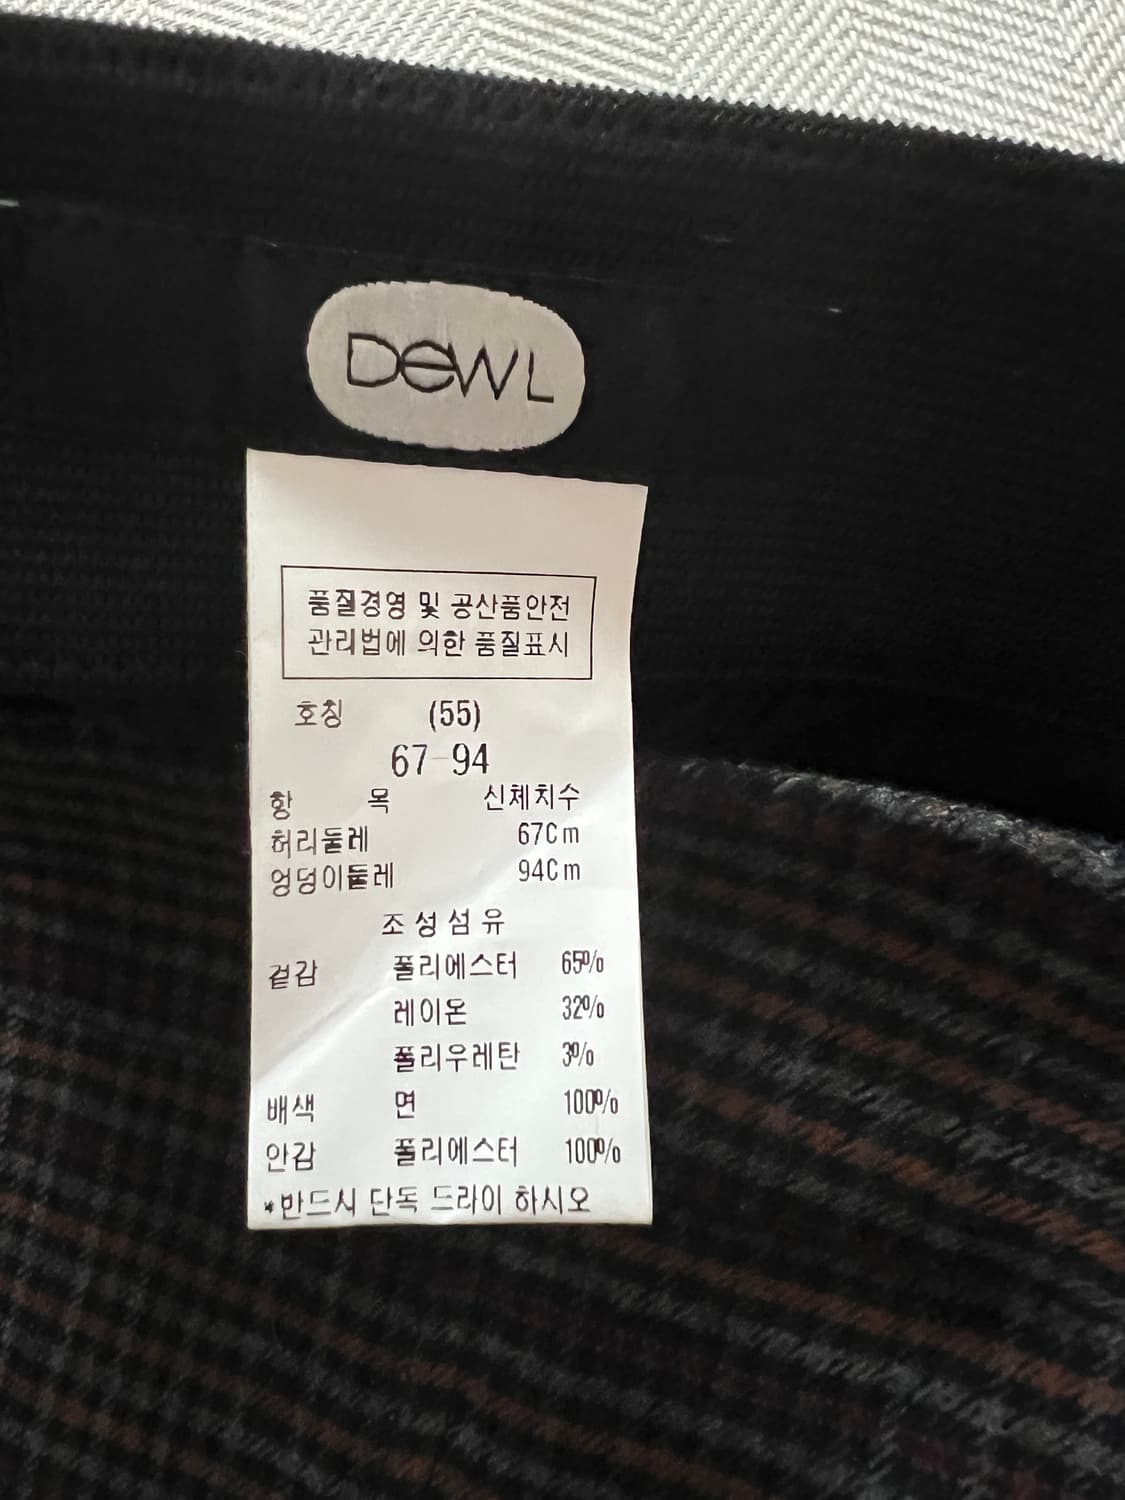 DeWL
품질경영 및 공산품안전
관리법에 의한 품질표시
호칭 (55)
67-94
항 목 신체치수
허리둘레 67Cm
엉덩이둘레 94Cm
조성섬유
겉감 폴리에스터 65%
레이온 32%
폴리우레탄 3%
배색 면 100%
안감 폴리에스터 100%
*반드시 단독 드라이 하시오